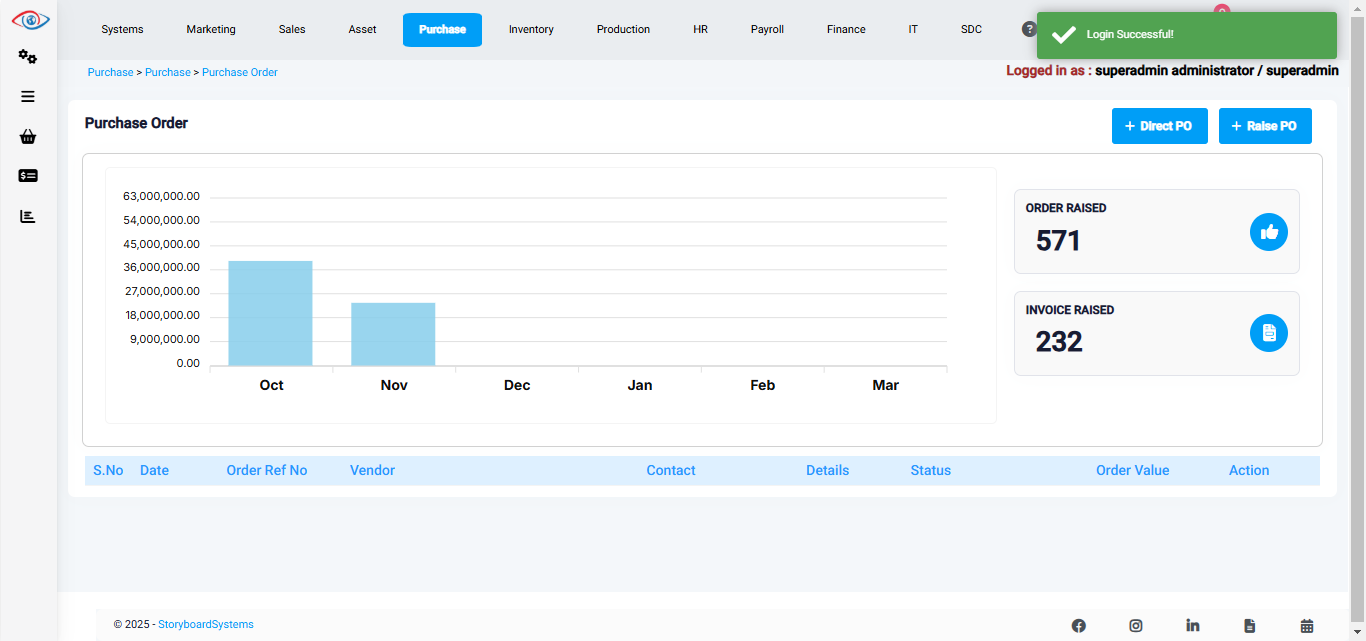 Systems Marketing Sales Asset Purchase Inventory Production HR Payroll Finance IT SDC ?
Login Successful!
Purchase > Purchase > Purchase Order
Logged in as : superadmin administrator / superadmin
Purchase Order
+ Direct PO
+ Raise PO
63,000,000.00
54,000,000.00
45,000,000.00
36,000,000.00
27,000,000.00
18,000,000.00
9,000,000.00
0.00
Oct Nov Dec Jan Feb Mar
ORDER RAISED
571
INVOICE RAISED
232
S.No Date Order Ref No Vendor Contact Details Status Order Value Action
© 2025 - StoryboardSystems